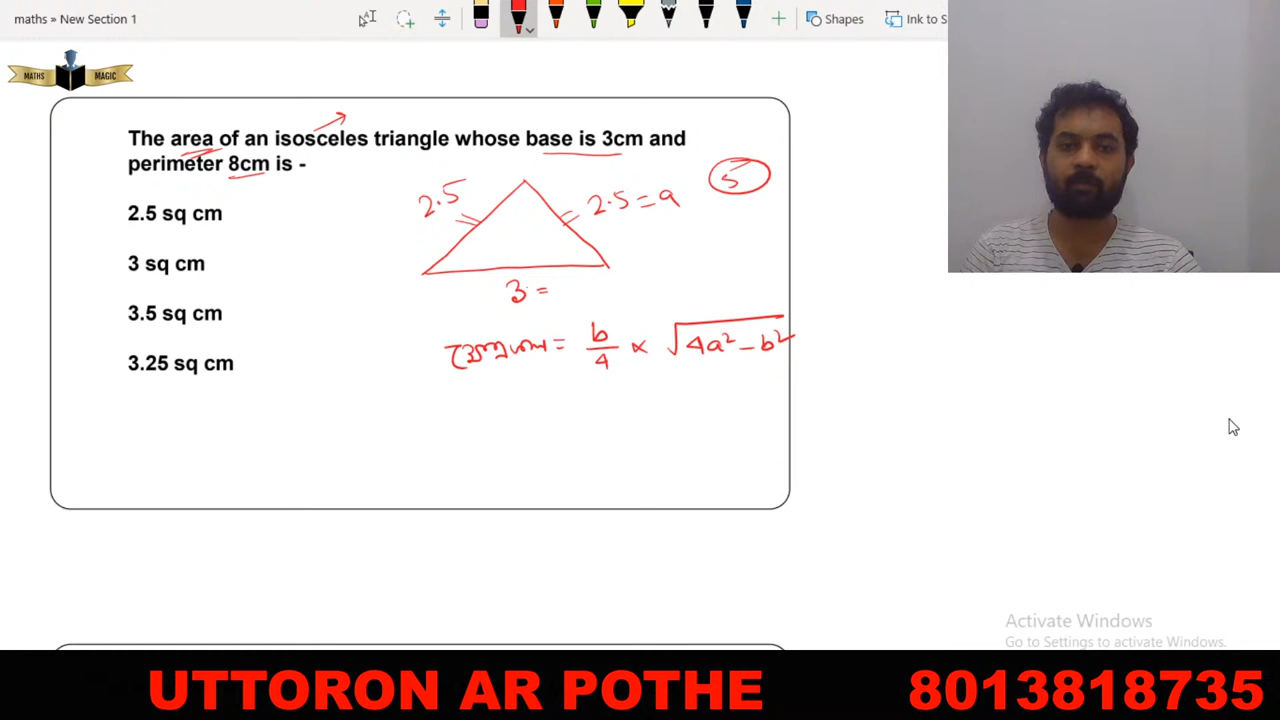 maths » New Section 1
Shapes
Ink to S
MATHS MAGIC
The area of an isosceles triangle whose base is 3cm and
perimeter 8cm is -
5
2.5
2.5 = a
2.5 sq cm
3 sq cm
3 =
3.5 sq cm
= b/4 × √4a² – b²
3.25 sq cm
Activate Windows
Go to Settings to activate Windows.
UTTORON AR POTHE 8013818735